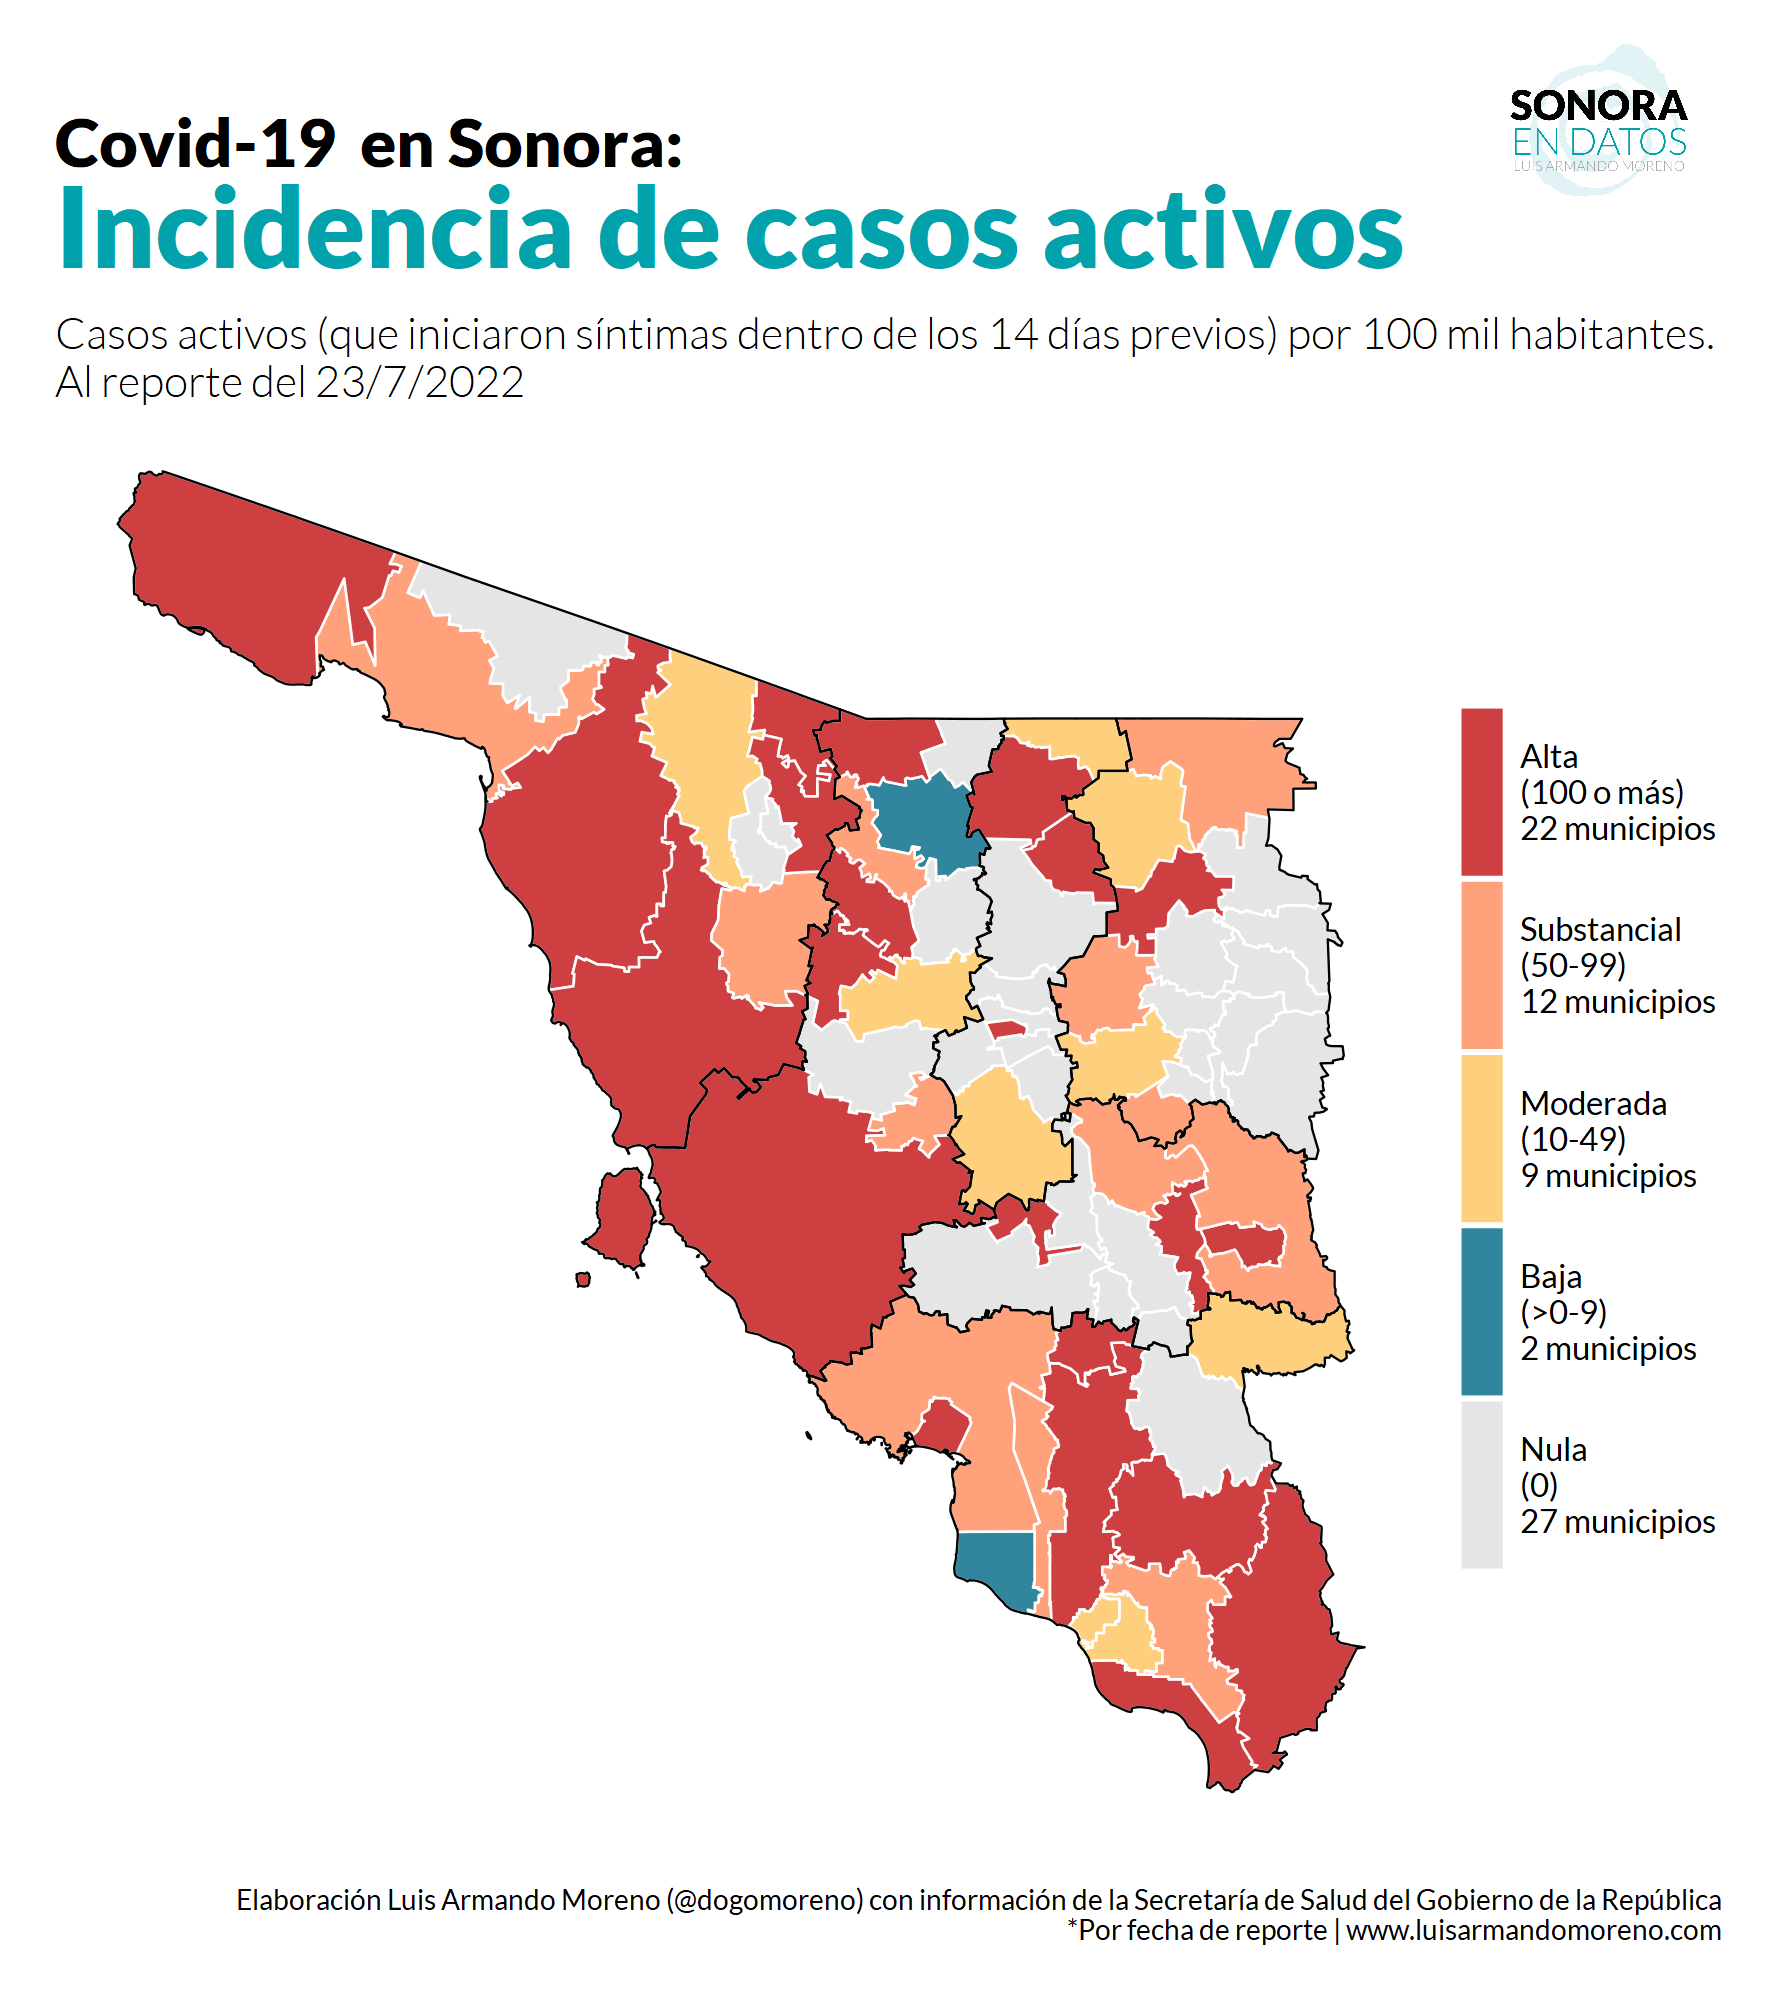 SONORA
EN DATOS
LUIS ARMANDO MORENO
Covid-19 en Sonora:
Incidencia de casos activos
Casos activos (que iniciaron síntimas dentro de los 14 días previos) por 100 mil habitantes.
Al reporte del 23/7/2022
Alta
(100 o más)
22 municipios
Substancial
(50-99)
12 municipios
Moderada
(10-49)
9 municipios
Baja
(>0-9)
2 municipios
Nula
(0)
27 municipios
Elaboración Luis Armando Moreno (@dogomoreno) con información de la Secretaría de Salud del Gobierno de la República
*Por fecha de reporte | www.luisarmandomoreno.com